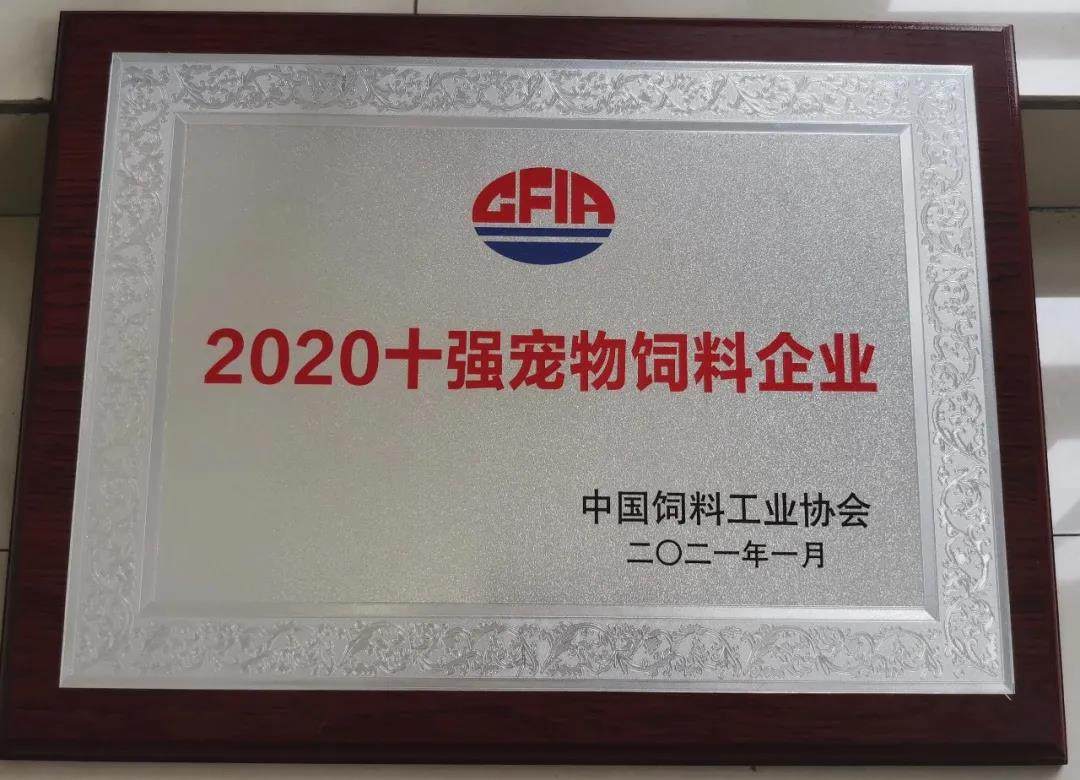 CFIA
2020十强宠物饲料企业
中国饲料工业协会
二〇二一年一月